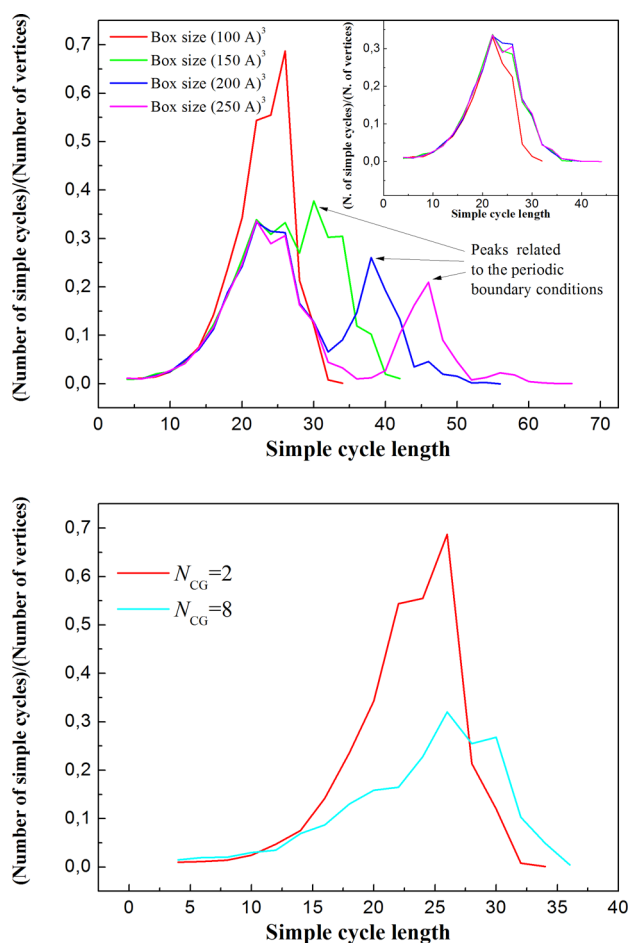 (Number of simple cycles)/(Number of vertices)
0,7
0,6
0,5
0,4
0,3
0,2
0,1
0,0
Box size (100 A)³
Box size (150 A)³
Box size (200 A)³
Box size (250 A)³
(N. of simple cycles)/(N. of vertices)
0,3
0,2
0,1
0,0
0 10 20 30 40 50
Simple cycle length
Peaks related
to the periodic
boundary conditions
0 10 20 30 40 50 60 70
Simple cycle length
(Number of simple cycles)/(Number of vertices)
0,7
0,6
0,5
0,4
0,3
0,2
0,1
0,0
N_CG=2
N_CG=8
0 5 10 15 20 25 30 35 40
Simple cycle length